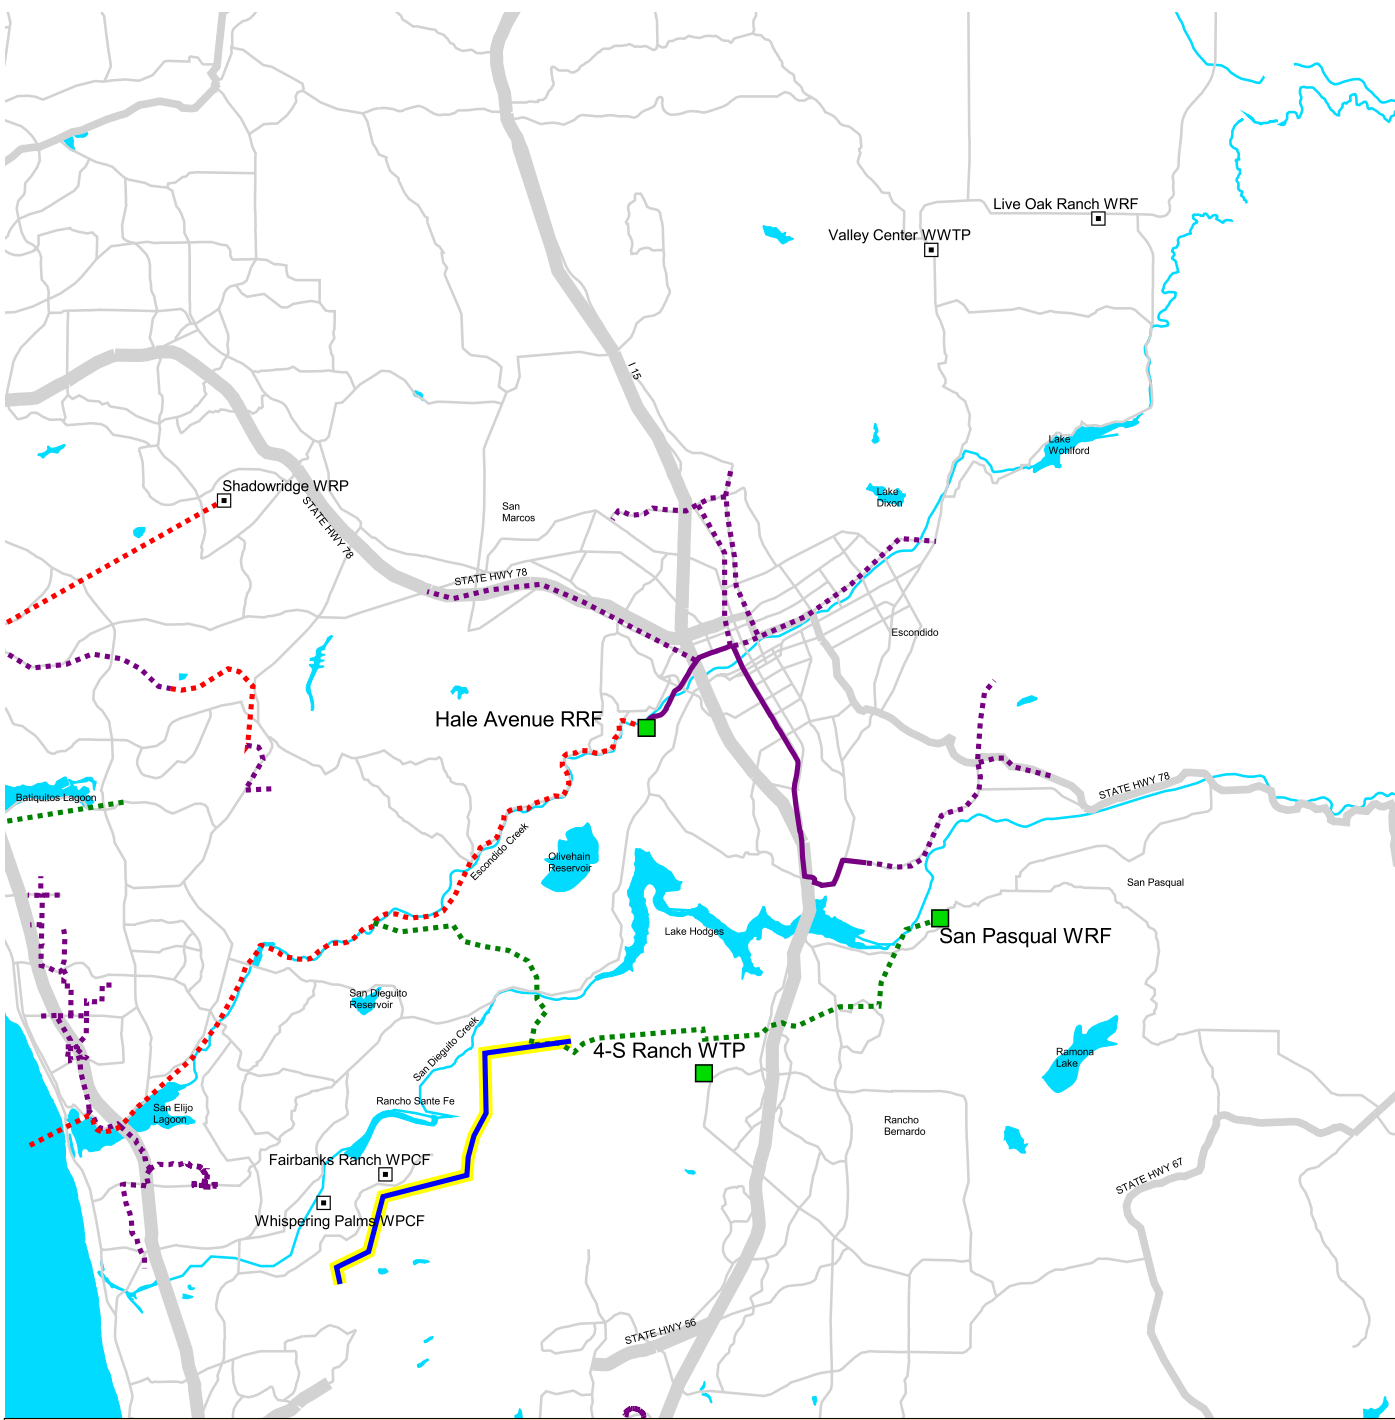 Live Oak Ranch WRF
Valley Center WWTP
I 15
Lake
Wohlford
Shadowridge WRP
Lake
Dixon
San
Marcos
STATE HWY 78
STATE HWY 78
Escondido
Hale Avenue RRF
STATE HWY 78
Batiquitos Lagoon
Escondido Creek
Olivehain
Reservoir
San Pasqual
Lake Hodges
San Pasqual WRF
San Dieguito
Reservoir
San Dieguito Creek
4-S Ranch WTP
Ramona
Lake
Rancho Sante Fe
San Elijo
Lagoon
Rancho
Bernardo
Fairbanks Ranch WPCF
STATE HWY 67
Whispering Palms WPCF
STATE HWY 56